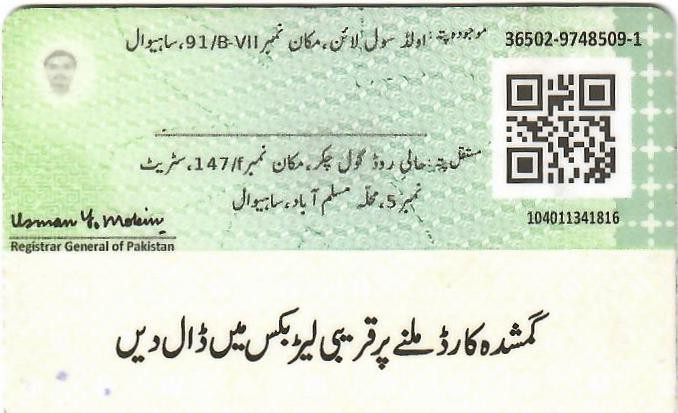 موجودہ پتہ: اولڈ سول لائن، مکان نمبر 91/B-VII، ساہیوال
36502-9748509-1
مستقل پتہ: حالی روڈ گول چکر، مکان نمبر 147/f، سٹریٹ
نمبر 5، محلہ مسلم آباد، ساہیوال
104011341816
Usman Y. Mobin
Registrar General of Pakistan
گمشدہ کارڈ ملنے پر قریبی لیٹر بکس میں ڈال دیں